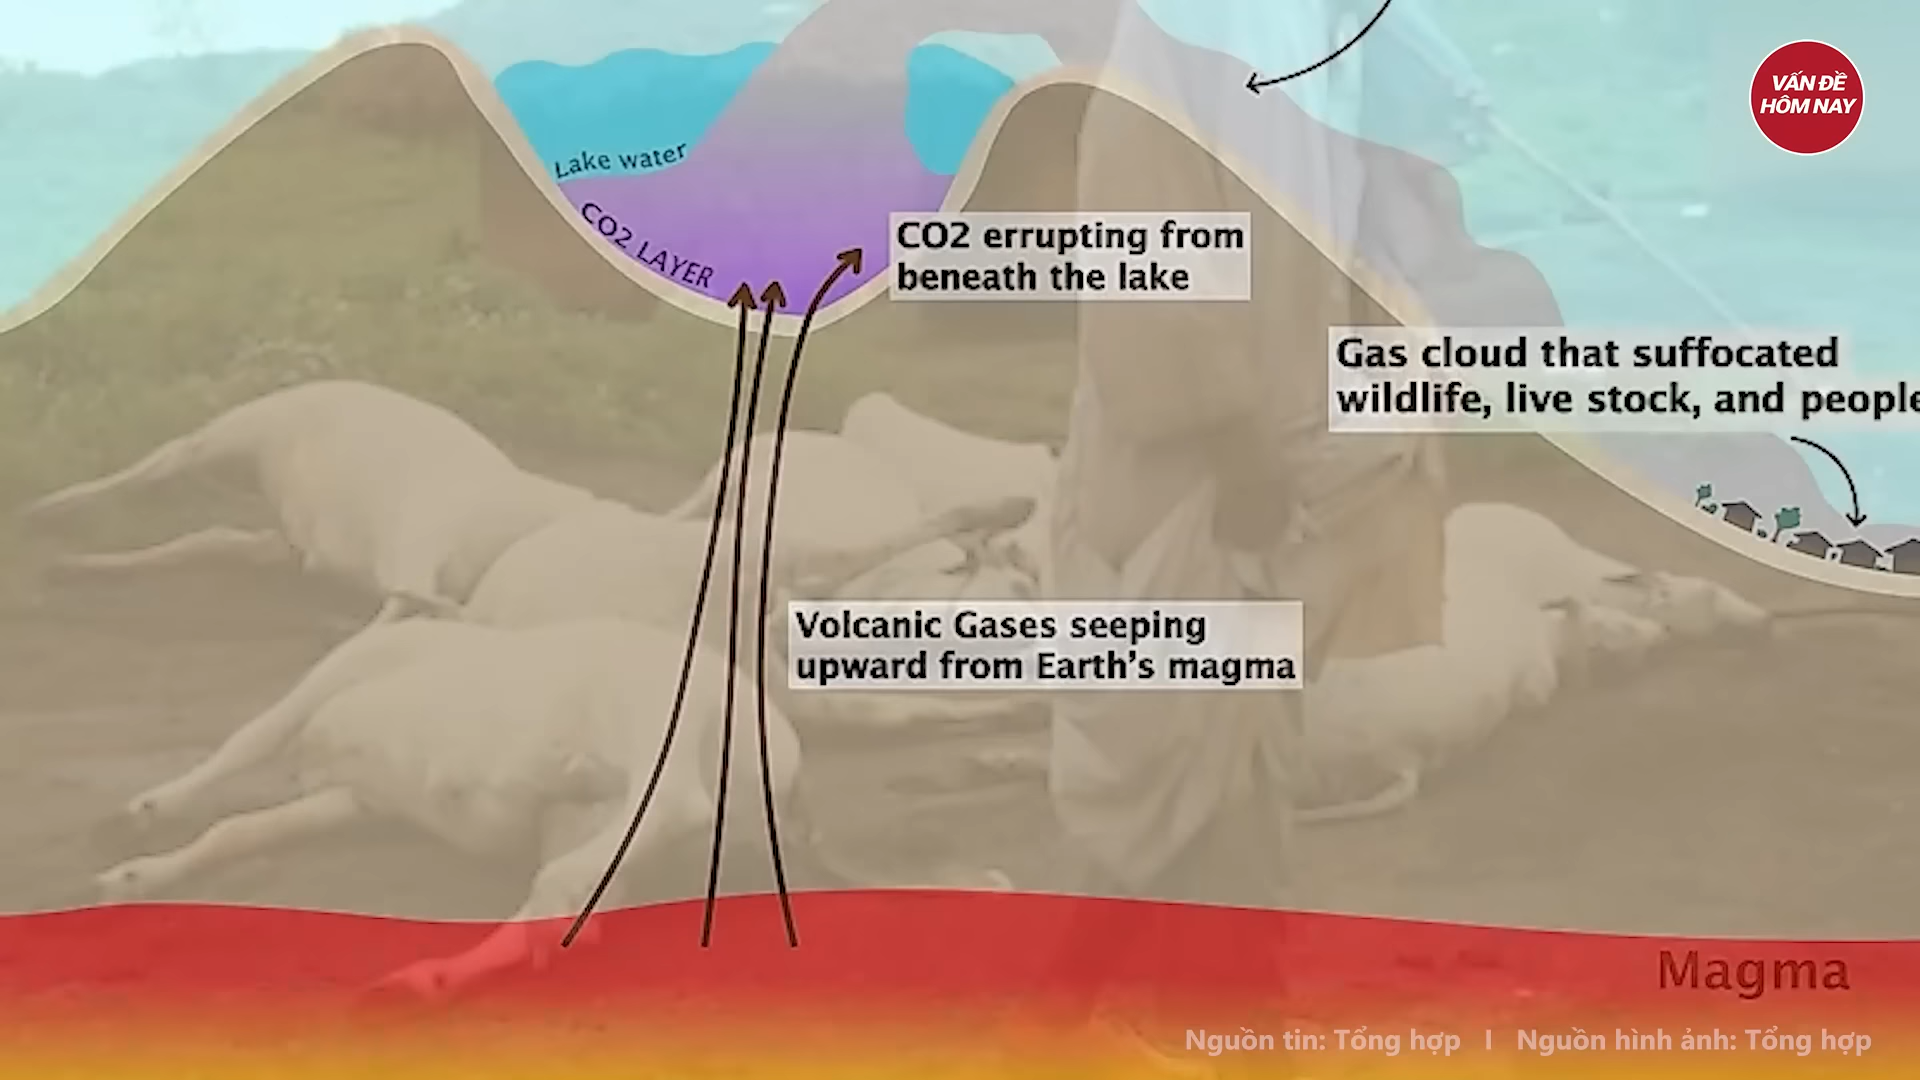 VẤN ĐỀ
HÔM NAY
Lake water
CO2 LAYER
CO2 errupting from
beneath the lake
Gas cloud that suffocated
wildlife, live stock, and people
Volcanic Gases seeping
upward from Earth's magma
Magma
Nguồn tin: Tổng hợp I Nguồn hình ảnh: Tổng hợp